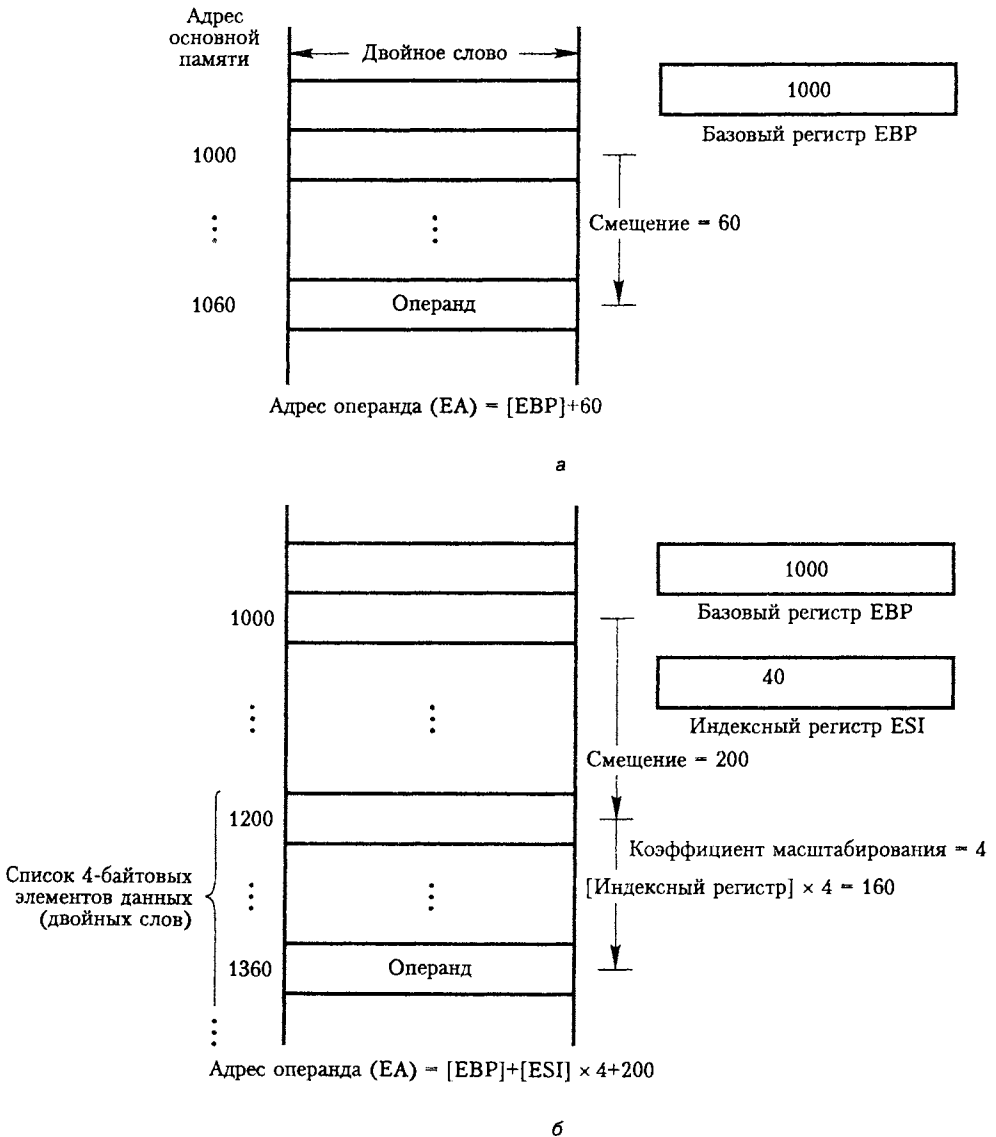 Адрес
основной
памяти
Двойное слово
1000
Базовый регистр EBP
1000
Смещение = 60
1060
Операнд
Адрес операнда (EA) = [EBP]+60
а
1000
Базовый регистр EBP
1000
40
Индексный регистр ESI
Смещение = 200
1200
Коэффициент масштабирования = 4
Список 4-байтовых
элементов данных
(двойных слов)
[Индексный регистр] × 4 = 160
1360
Операнд
Адрес операнда (EA) = [EBP]+[ESI] × 4+200
б